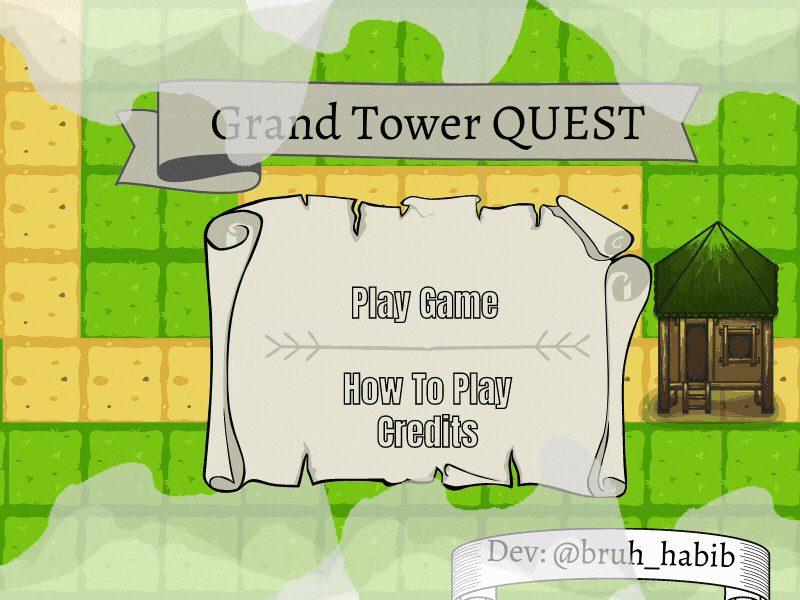 Grand Tower QUEST
Play Game
How To Play
Credits
Dev: @bruh_habib